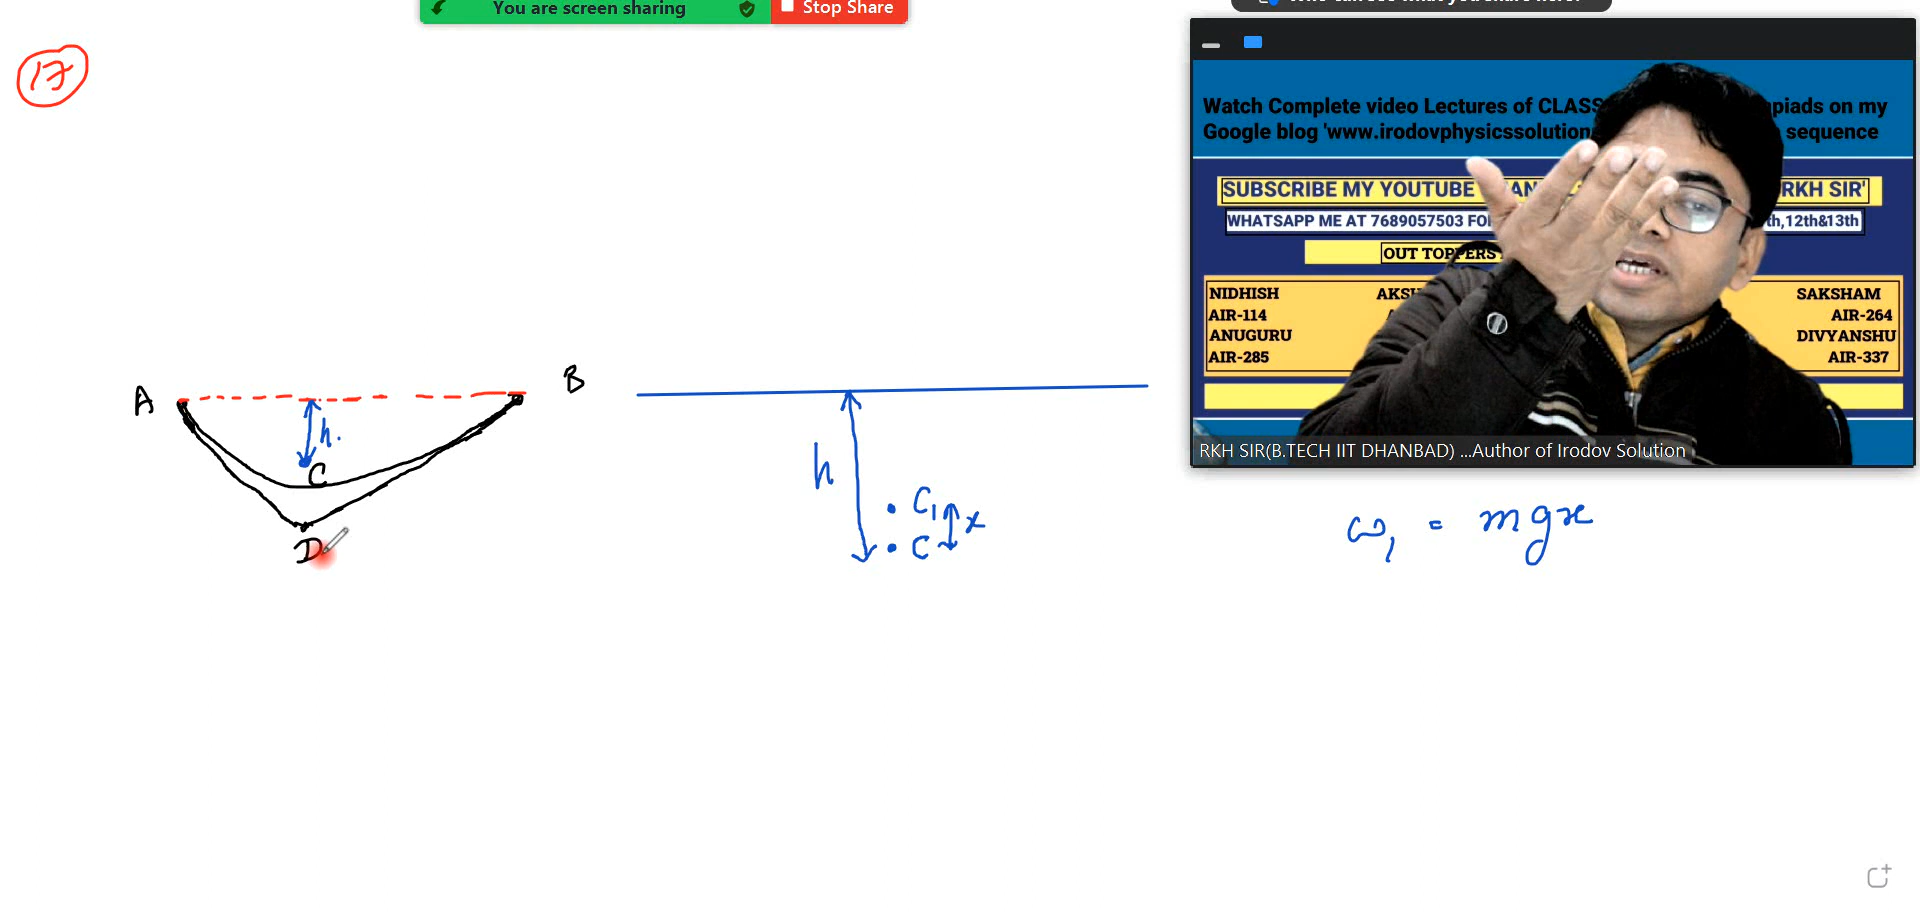 You are screen sharing
Stop Share
17
Watch Complete video Lectures of CLASS piads on my
Google blog 'www.irodovphysicssolution sequence
SUBSCRIBE MY YOUTUBE RKH SIR'
WHATSAPP ME AT 7689057503 th,12th&13th
OUT TOPPERS
NIDHISH SAKSHAM
AIR-114 AIR-264
ANUGURU DIVYANSHU
AIR-285 AIR-337
RKH SIR(B.TECH IIT DHANBAD) ...Author of Irodov Solution
A B
h.
C
D
h
C₁
x
C
ω₁ = mgx